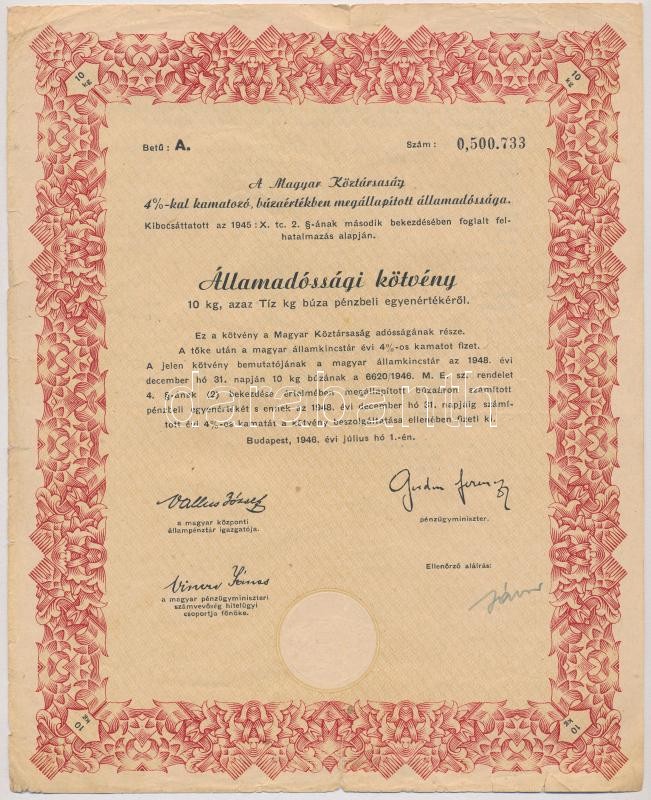 10 kg
10 kg
Betű: A.
Szám: 0,500.733
A Magyar Köztársaság
4%-kal kamatozó, búzaértékben megállapított államadóssága.
Kibocsáttatott az 1945: X. tc. 2. §-ának második bekezdésében foglalt fel-
hatalmazás alapján.
Államadóssági kötvény
10 kg, azaz Tíz kg búza pénzbeli egyenértékéről.
Ez a kötvény a Magyar Köztársaság adósságának része.
A tőke után a magyar államkincstár évi 4%-os kamatot fizet.
A jelen kötvény bemutatójának a magyar államkincstár az 1948. évi
december hó 31. napján 10 kg búzának a 6620/1946. M. E. sz. rendelet
4. §-ának (2) bekezdése értelmében megállapított búzaáron számított
pénzbeli egyenértékét s ennek az 1948. évi december hó 31. napjáig számí-
tott évi 4%-os kamatát a kötvény beszolgáltatása ellenében fizeti ki.
Budapest, 1946. évi július hó 1.-én.
darabanth
Vallus József
a magyar központi
állampénztár igazgatója.
Gordon Ferenc
pénzügyminiszter.
Ellenőrző aláírás:
János
a magyar pénzügyminiszteri
számvevőség hitelügyi
csoportja főnöke.
10 kg
10 kg